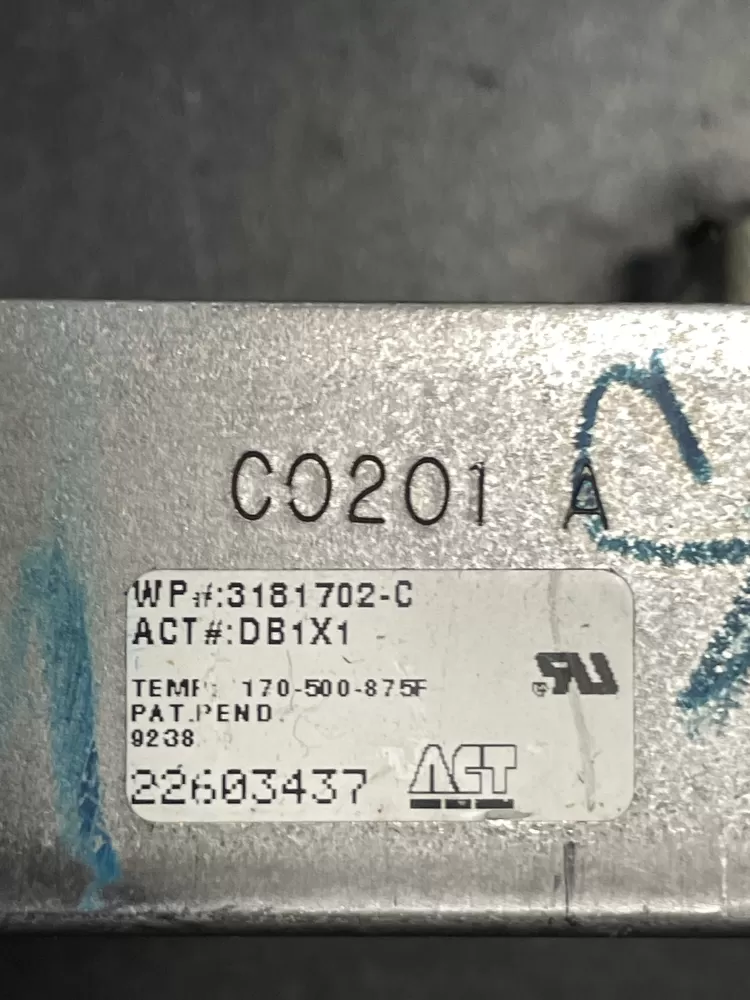 C0201 A
WP#:3181702-C
ACT#:DB1X1
TEMP: 170-500-875F
PAT.PEND.
9238
22603437
ACT